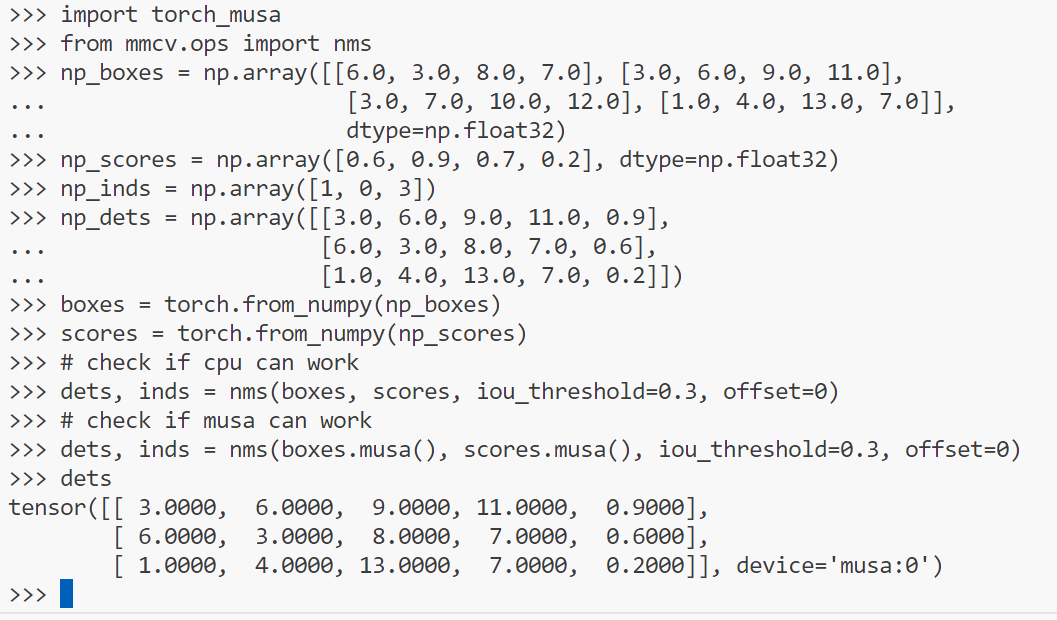 >>> import torch_musa
>>> from mmcv.ops import nms
>>> np_boxes = np.array([[6.0, 3.0, 8.0, 7.0], [3.0, 6.0, 9.0, 11.0],
...                       [3.0, 7.0, 10.0, 12.0], [1.0, 4.0, 13.0, 7.0]],
...                       dtype=np.float32)
>>> np_scores = np.array([0.6, 0.9, 0.7, 0.2], dtype=np.float32)
>>> np_inds = np.array([1, 0, 3])
>>> np_dets = np.array([[3.0, 6.0, 9.0, 11.0, 0.9],
...                     [6.0, 3.0, 8.0, 7.0, 0.6],
...                     [1.0, 4.0, 13.0, 7.0, 0.2]])
>>> boxes = torch.from_numpy(np_boxes)
>>> scores = torch.from_numpy(np_scores)
>>> # check if cpu can work
>>> dets, inds = nms(boxes, scores, iou_threshold=0.3, offset=0)
>>> # check if musa can work
>>> dets, inds = nms(boxes.musa(), scores.musa(), iou_threshold=0.3, offset=0)
>>> dets
tensor([[ 3.0000,  6.0000,  9.0000, 11.0000,  0.9000],
        [ 6.0000,  3.0000,  8.0000,  7.0000,  0.6000],
        [ 1.0000,  4.0000, 13.0000,  7.0000,  0.2000]], device='musa:0')
>>>